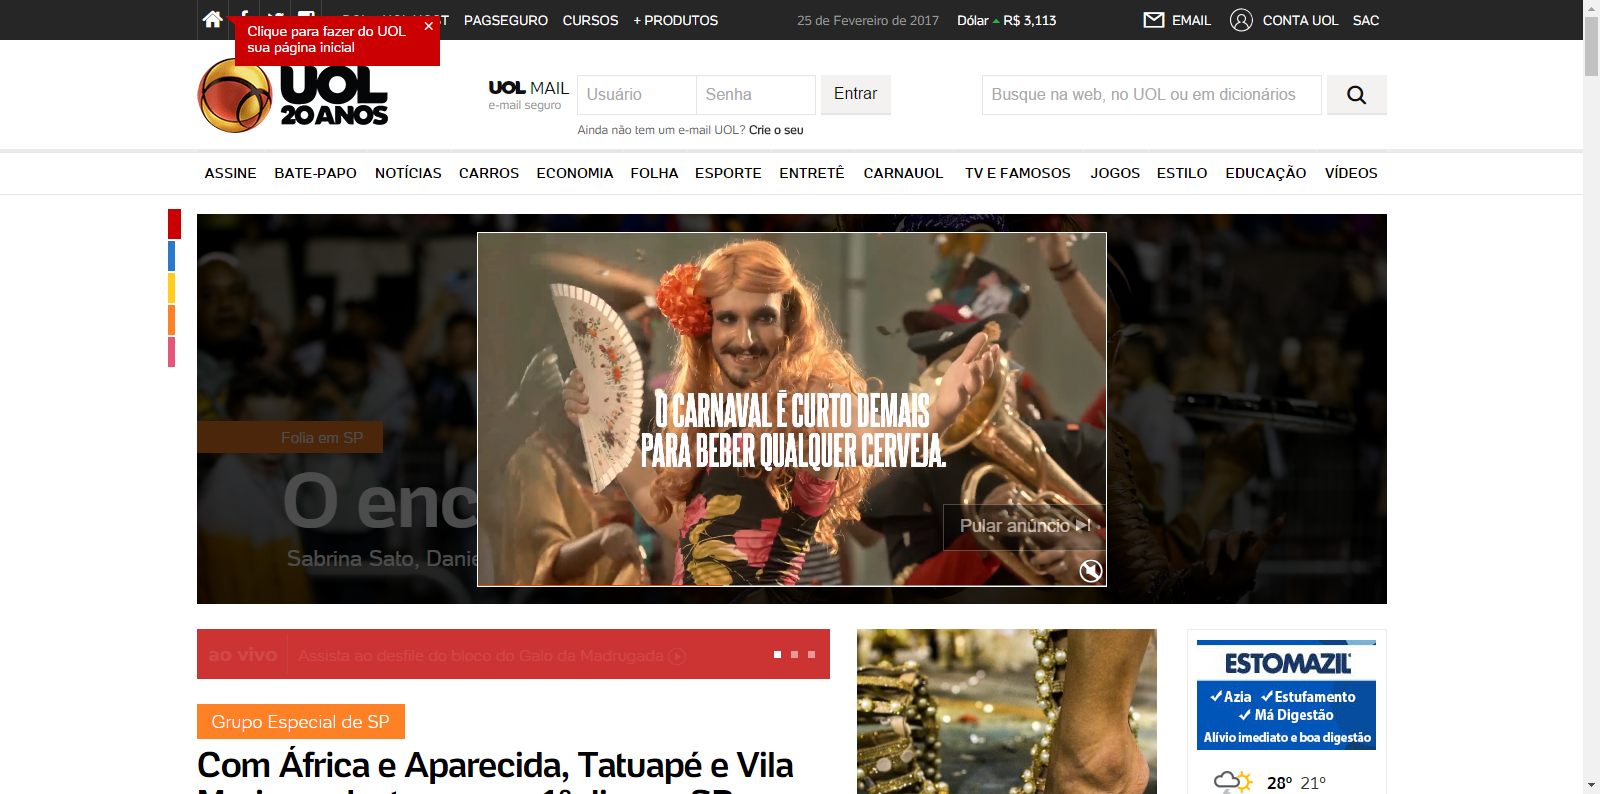 UOL HOST PAGSEGURO CURSOS + PRODUTOS 25 de Fevereiro de 2017 Dólar R$ 3,113 EMAIL CONTA UOL SAC
Clique para fazer do UOL
sua página inicial
UOL
20 ANOS
UOL MAIL
e-mail seguro
Usuário Senha Entrar
Busque na web, no UOL ou em dicionários
Ainda não tem um e-mail UOL? Crie o seu
ASSINE BATE-PAPO NOTÍCIAS CARROS ECONOMIA FOLHA ESPORTE ENTRETÊ CARNAUOL TV E FAMOSOS JOGOS ESTILO EDUCAÇÃO VÍDEOS
Folia em SP
O enc
Sabrina Sato, Danie
O CARNAVAL É CURTO DEMAIS
PARA BEBER QUALQUER CERVEJA.
Pular anúncio
ao vivo Assista ao desfile do bloco do Galo da Madrugada
Grupo Especial de SP
Com África e Aparecida, Tatuapé e Vila
ESTOMAZIL
Azia Estufamento
Má Digestão
Alívio imediato e boa digestão
28º 21º